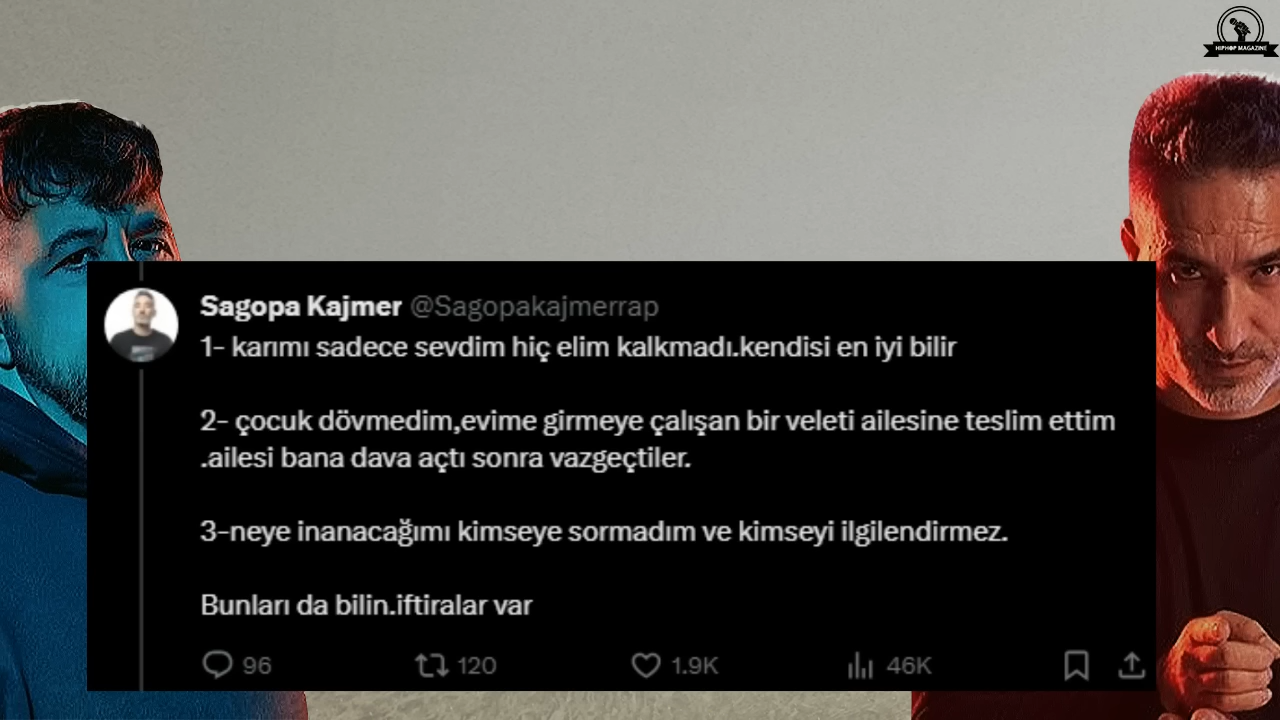 HIPHOP MAGAZINE
Sagopa Kajmer @Sagopakajmerrap
1- karımı sadece sevdim hiç elim kalkmadı.kendisi en iyi bilir
2- çocuk dövmedim,evime girmeye çalışan bir veleti ailesine teslim ettim
.ailesi bana dava açtı sonra vazgeçtiler.
3-neye inanacağımı kimseye sormadım ve kimseyi ilgilendirmez.
Bunları da bilin.iftiralar var
96 120 1.9K 46K